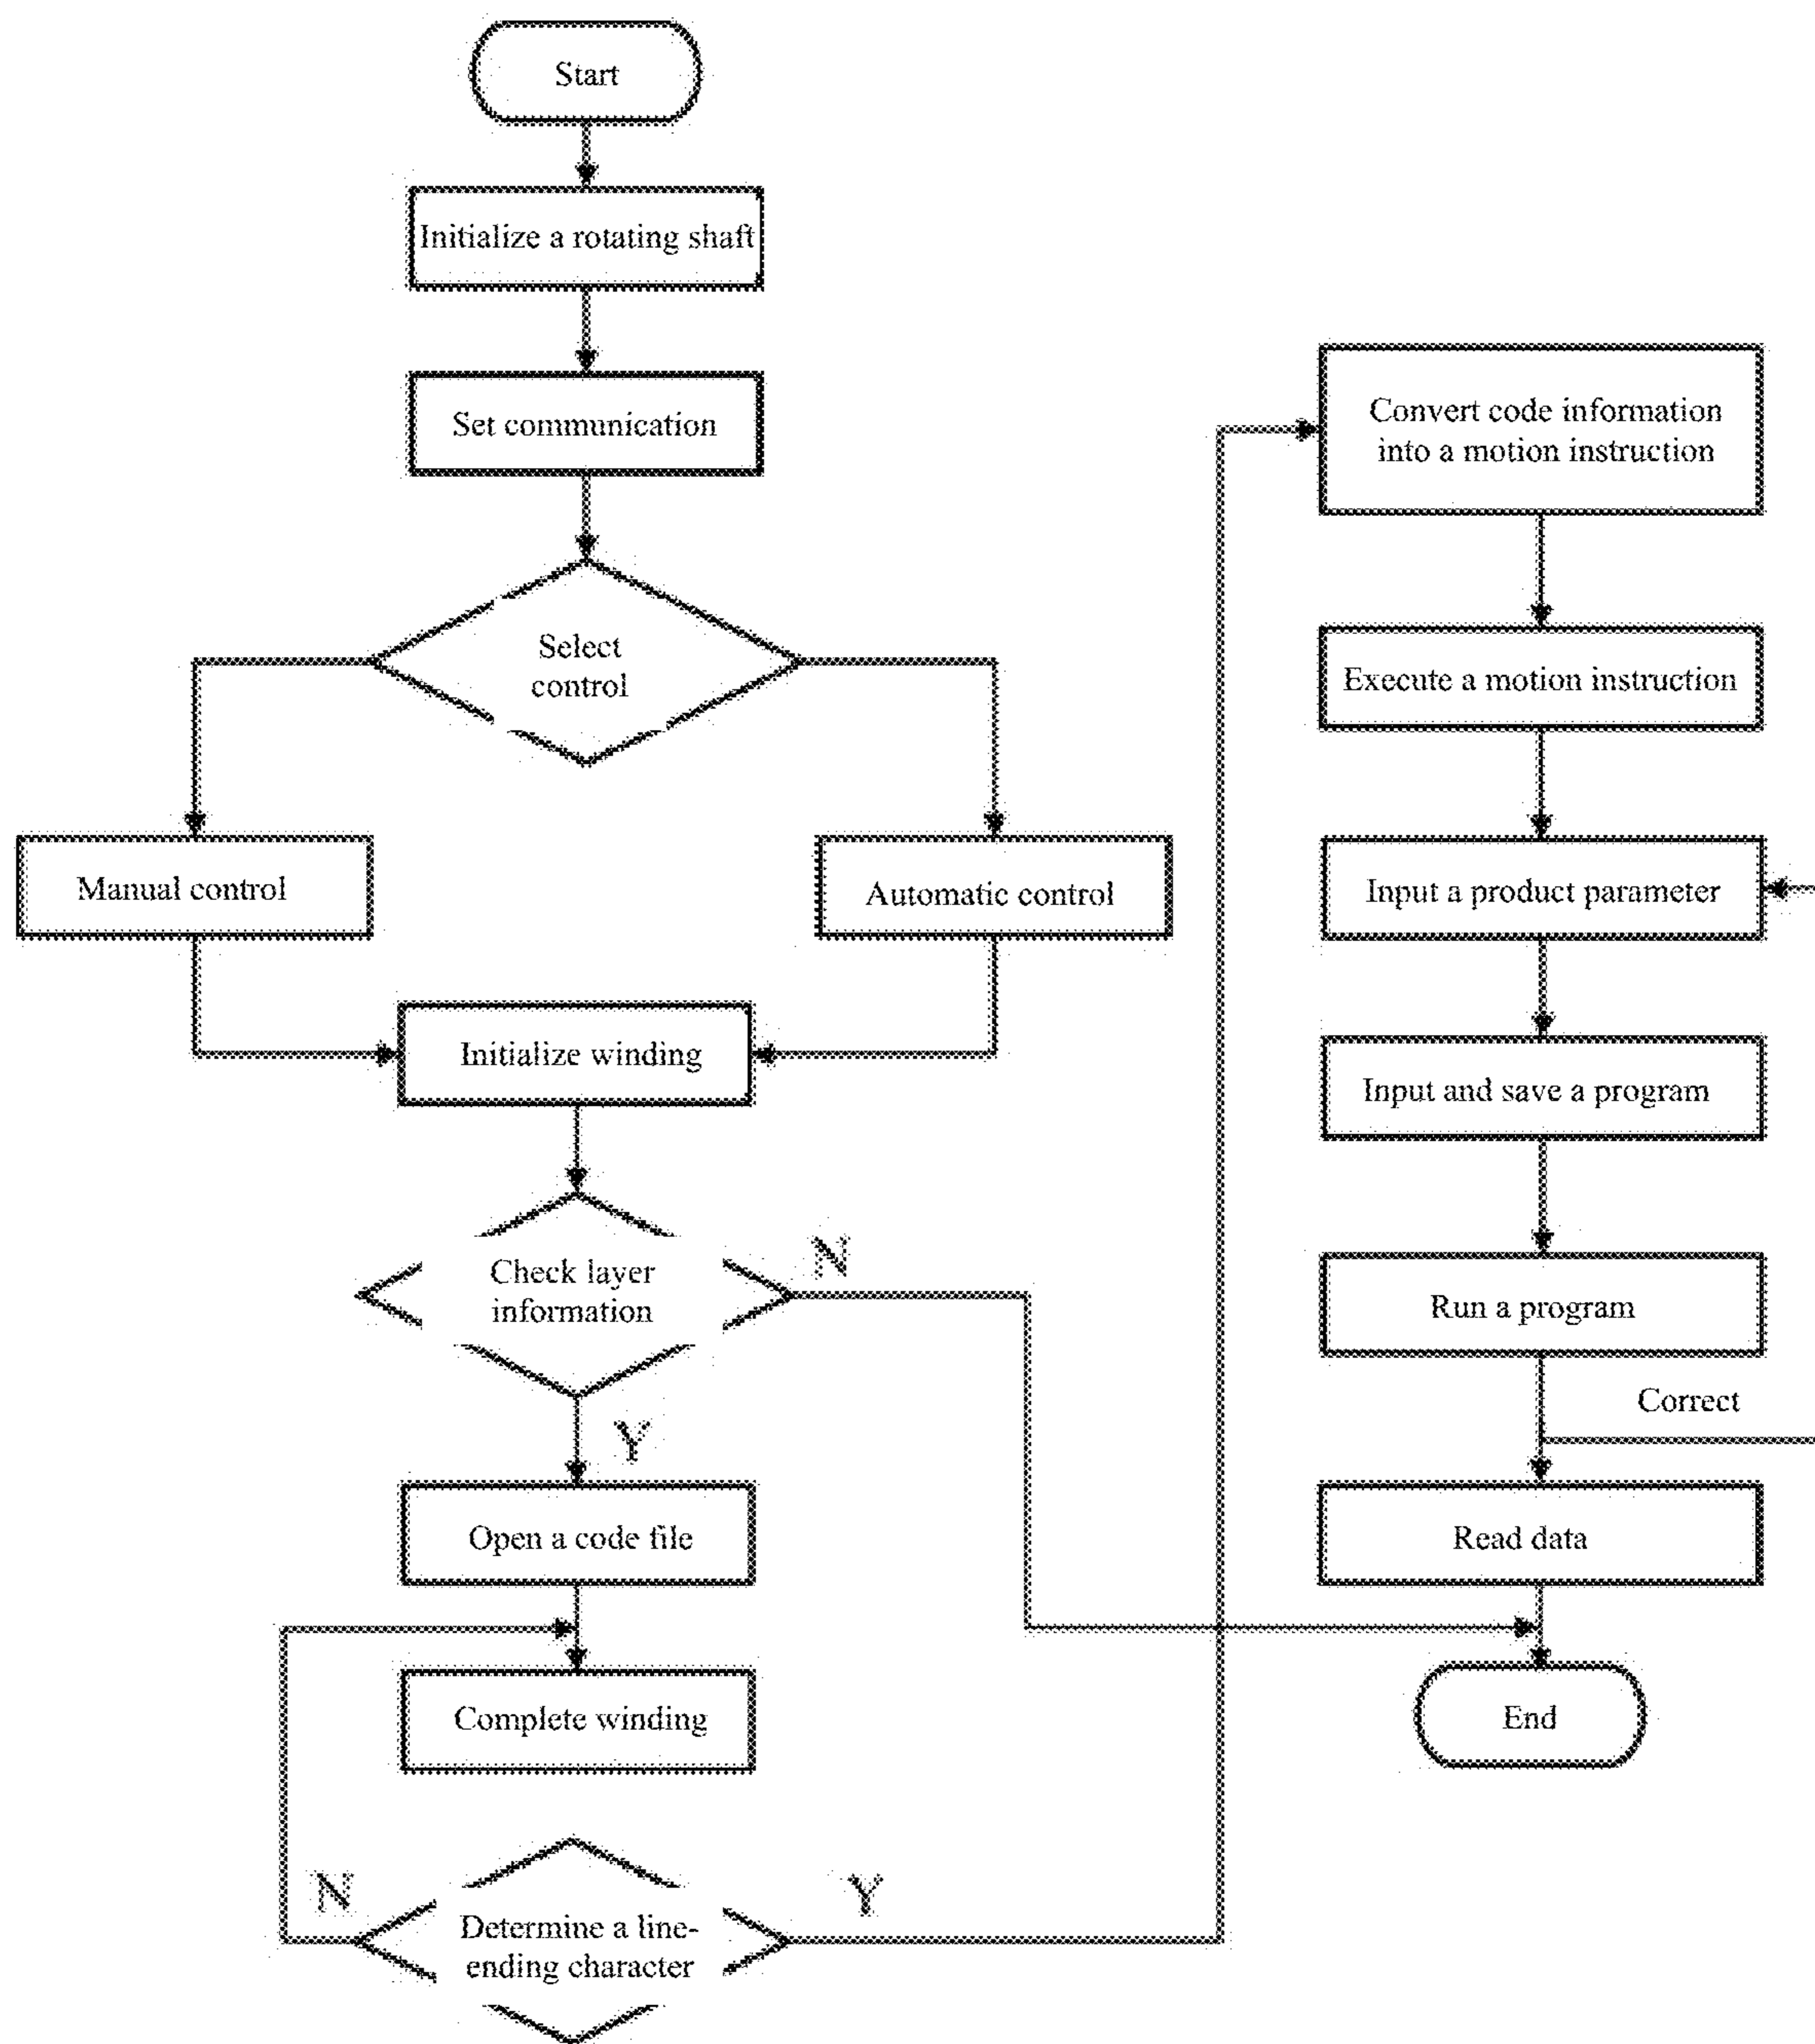 Start
Initialize a rotating shaft
Set communication
Select
control
Manual control
Automatic control
Initialize winding
Check layer
information
N
Y
Open a code file
Complete winding
N
Determine a line-
ending character
Y
Convert code information
into a motion instruction
Execute a motion instruction
Input a product parameter
Input and save a program
Run a program
Correct
Read data
End